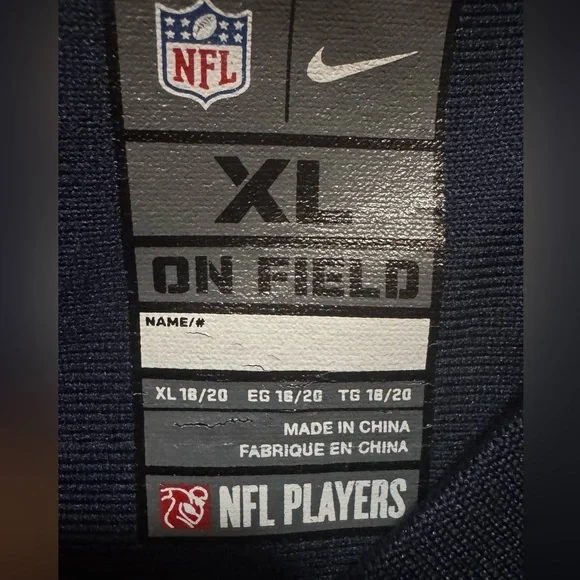 NFL
XL
ON FIELD
NAME/#
XL 18/20 EG 18/20 TG 18/20
MADE IN CHINA
FABRIQUE EN CHINA
NFL PLAYERS